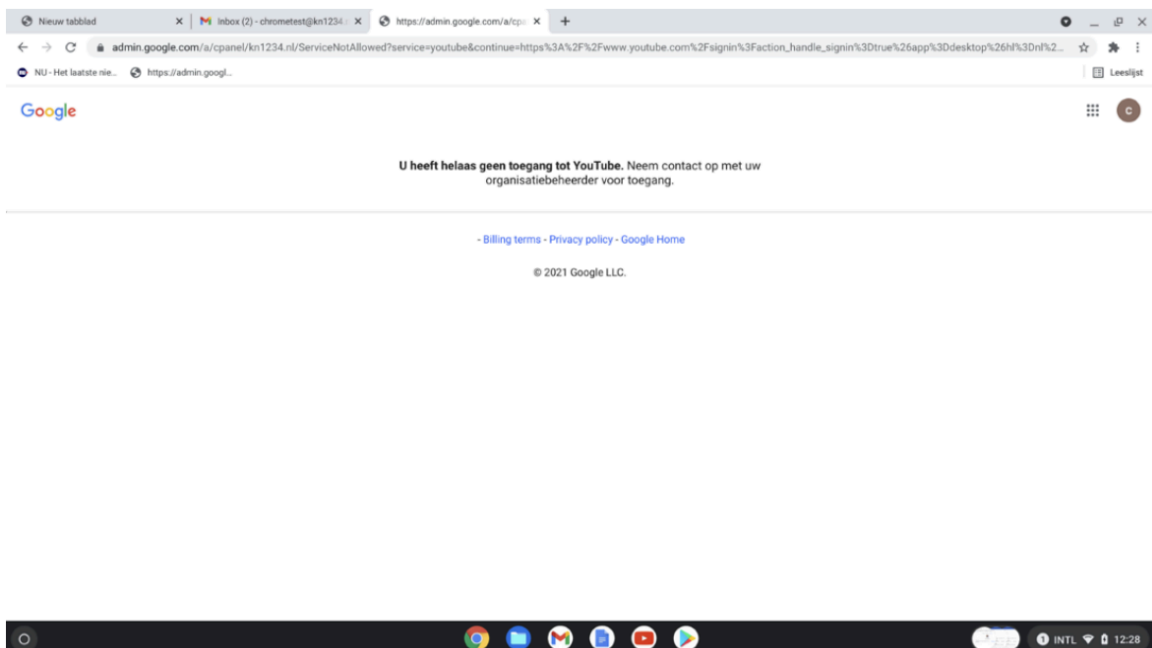 Nieuw tabblad
Inbox (2) - chrometest@kn1234
https://admin.google.com/a/cp
admin.google.com/a/cpanel/kn1234.nl/ServiceNotAllowed?service=youtube&continue=https%3A%2F%2Fwww.youtube.com%2Fsignin%3Faction_handle_signin%3Dtrue%26app%3Ddesktop%26hl%3Dnl%2...
NU - Het laatste nie...
https://admin.googl...
Leeslijst
Google
C
U heeft helaas geen toegang tot YouTube. Neem contact op met uw
organisatiebeheerder voor toegang.
- Billing terms - Privacy policy - Google Home
© 2021 Google LLC.
1 INTL 12:28